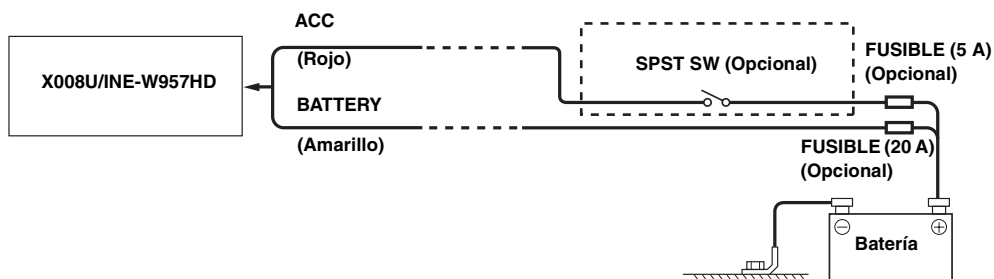 ACC
(Rojo)
X008U/INE-W957HD
BATTERY
(Amarillo)
SPST SW (Opcional)
FUSIBLE (5 A)
(Opcional)
FUSIBLE (20 A)
(Opcional)
Batería